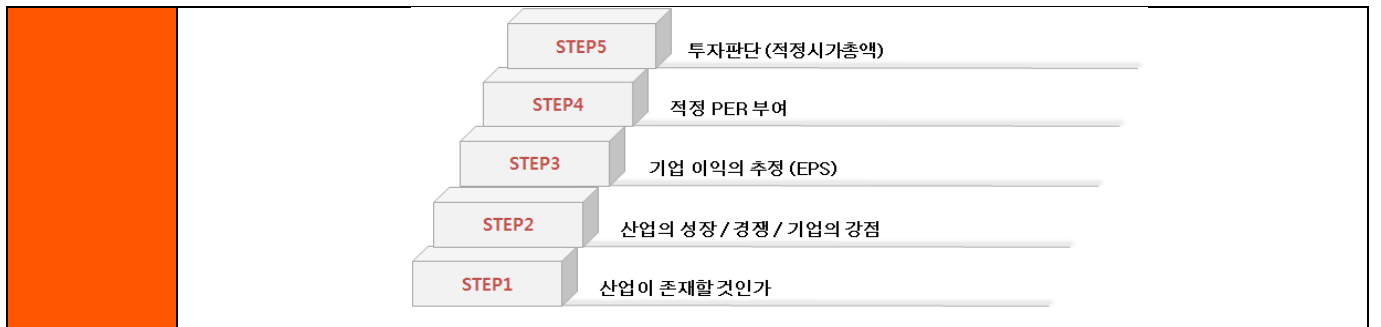 STEP5 투자판단 (적정시가총액)
STEP4 적정 PER 부여
STEP3 기업 이익의 추정 (EPS)
STEP2 산업의 성장 / 경쟁 / 기업의 강점
STEP1 산업이 존재할 것인가